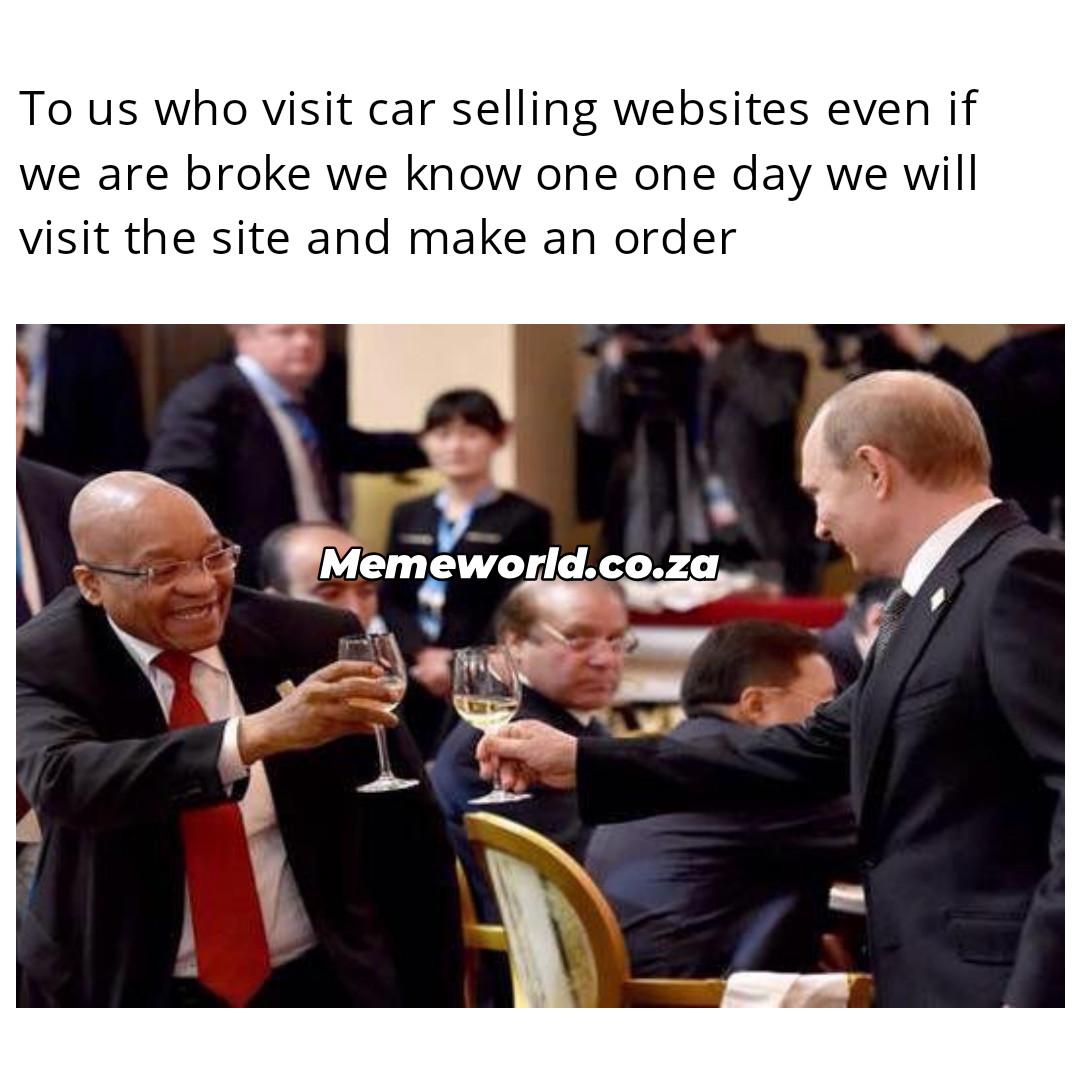 To us who visit car selling websites even if
we are broke we know one one day we will
visit the site and make an order
Memeworld.co.za